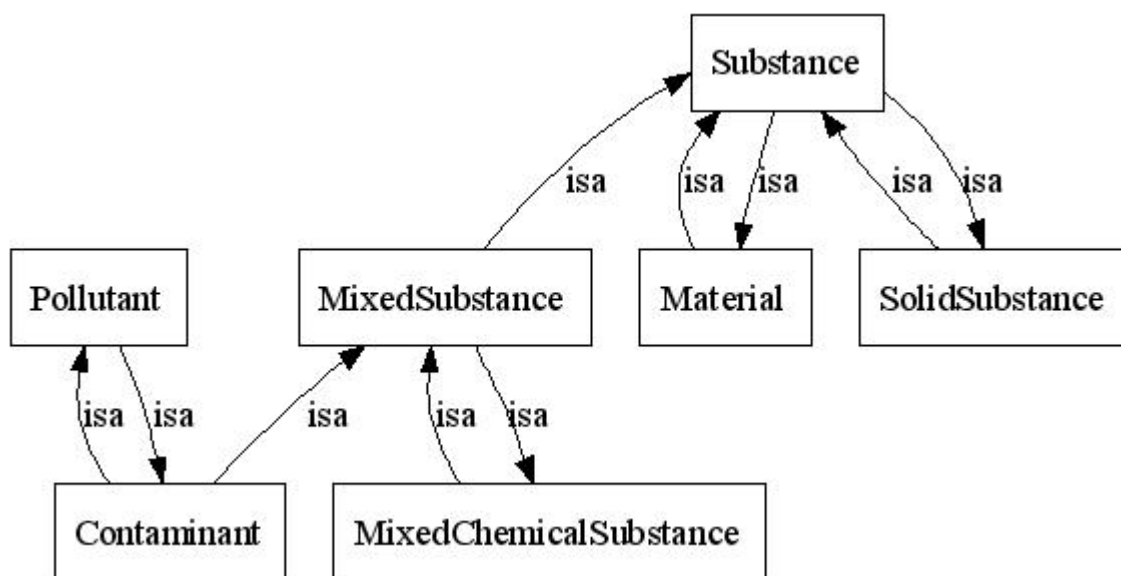 Substance
isa
isa
isa
isa
isa
Pollutant
MixedSubstance
Material
SolidSubstance
isa
isa
isa
isa
isa
Contaminant
MixedChemicalSubstance